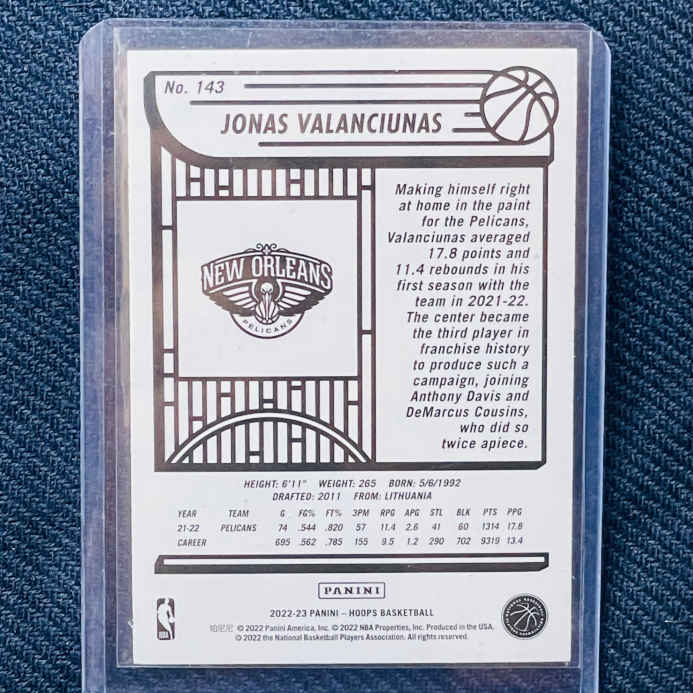 No. 143
JONAS VALANCIUNAS
NEW ORLEANS
PELICANS
Making himself right
at home in the paint
for the Pelicans,
Valanciunas averaged
17.8 points and
11.4 rebounds in his
first season with the
team in 2021-22.
The center became
the third player in
franchise history
to produce such a
campaign, joining
Anthony Davis and
DeMarcus Cousins,
who did so
twice apiece.
HEIGHT: 6'11" WEIGHT: 265 BORN: 5/6/1992
DRAFTED: 2011 FROM: LITHUANIA
YEAR TEAM G FG% FT% 3PM RPG APG STL BLK PTS PPG
21-22 PELICANS 74 .544 .820 57 11.4 2.6 41 60 1314 17.8
CAREER 695 .562 .785 155 9.5 1.2 290 702 9319 13.4
PANINI
2022-23 PANINI – HOOPS BASKETBALL
帕尼尼 © 2022 Panini America, Inc. © 2022 NBA Properties, Inc. Produced in the USA.
© 2022 the National Basketball Players Association. All rights reserved.
NBA